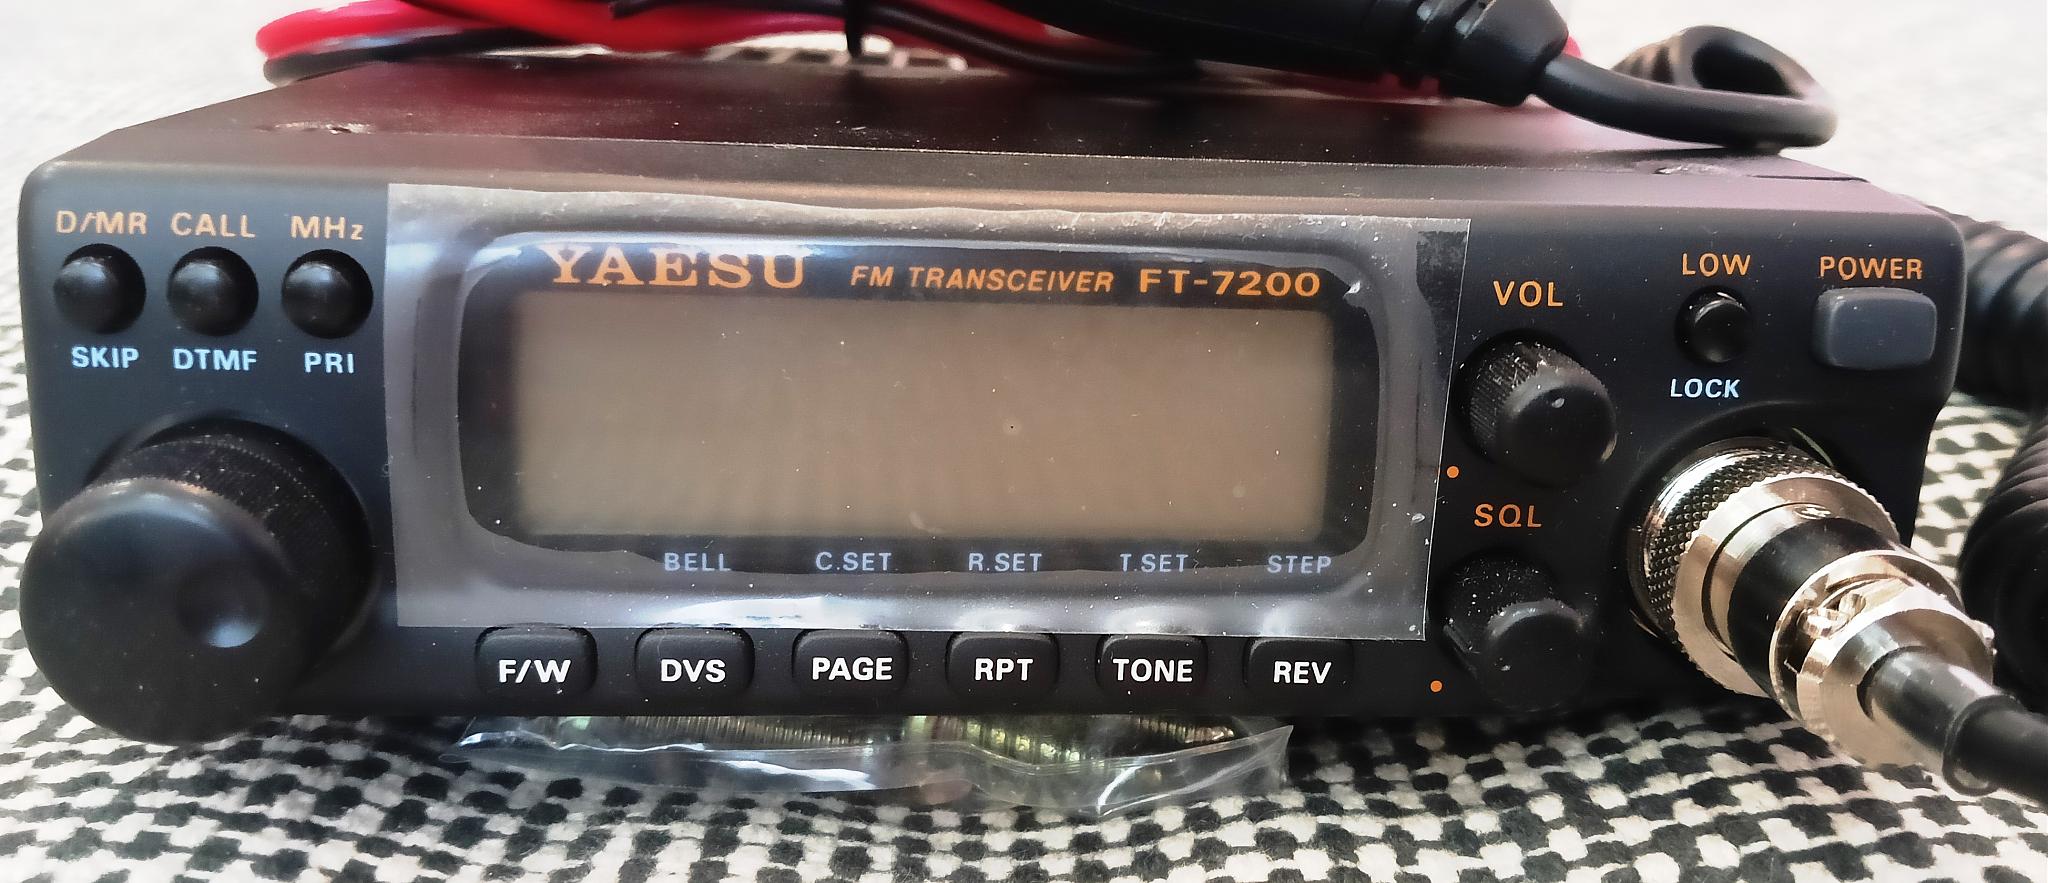 D/MR CALL MHz
SKIP DTMF PRI
YAESU FM TRANSCEIVER FT-7200
BELL C.SET R.SET T.SET STEP
F/W DVS PAGE RPT TONE REV
VOL
SQL
LOW
LOCK
POWER